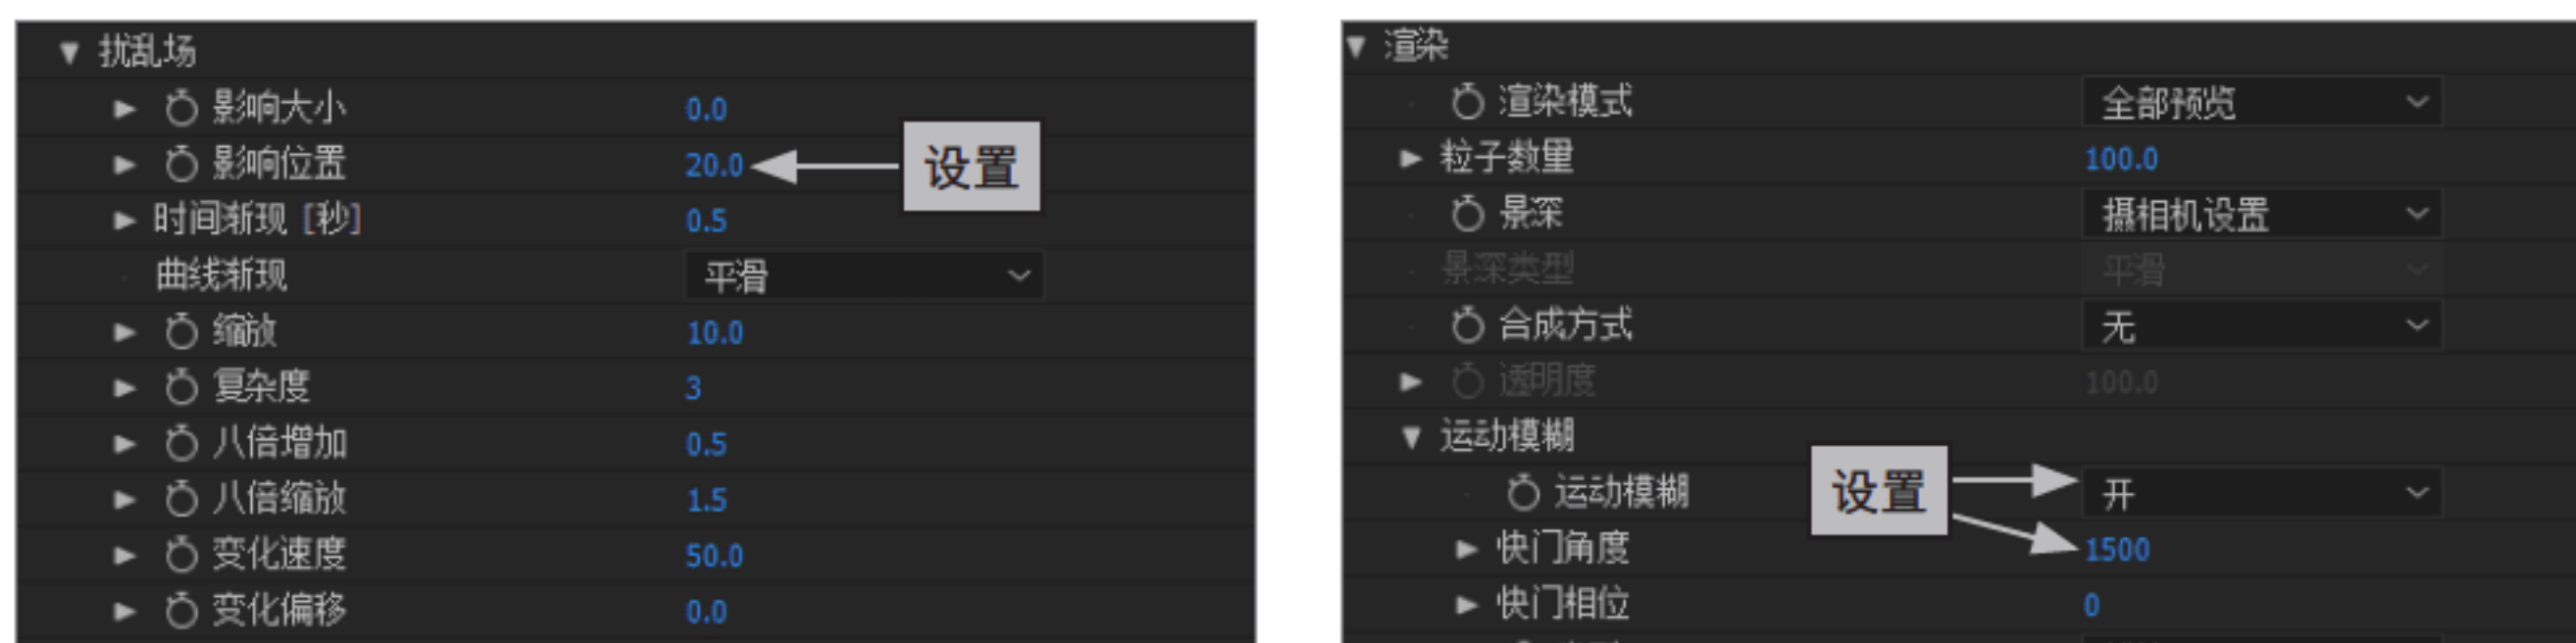 扰乱场
影响大小 0.0
影响位置 20.0 设置
时间渐现 [秒] 0.5
曲线渐现 平滑
缩放 10.0
复杂度 3
八倍增加 0.5
八倍缩放 1.5
变化速度 50.0
变化偏移 0.0
渲染
渲染模式 全部预览
粒子数量 100.0
景深 摄相机设置
景深类型 平滑
合成方式 无
透明度 100.0
运动模糊
运动模糊 设置 开
快门角度 1500
快门相位 0